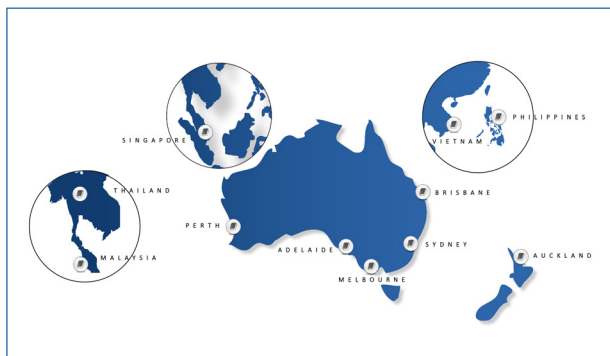 PHILIPPINES
SINGAPORE
VIETNAM
THAILAND
BRISBANE
PERTH
SYDNEY
ADELAIDE
MALAYSIA
AUCKLAND
MELBOURNE